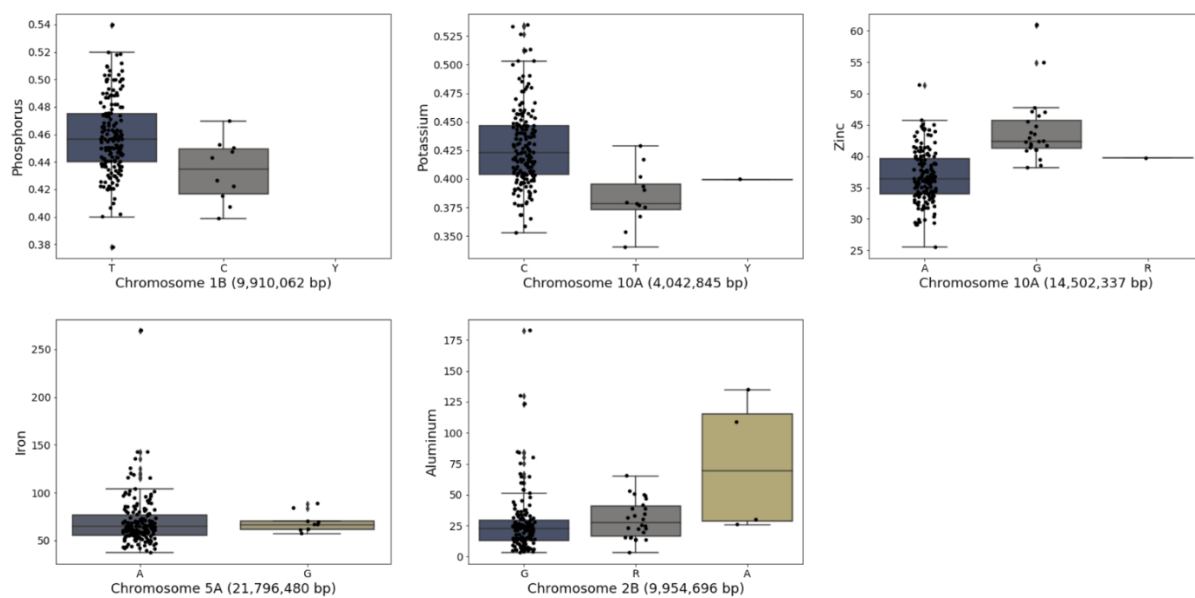 Phosphorus
0.54
0.52
0.50
0.48
0.46
0.44
0.42
0.40
0.38
T C Y
Chromosome 1B (9,910,062 bp)
Potassium
0.525
0.500
0.475
0.450
0.425
0.400
0.375
0.350
C T Y
Chromosome 10A (4,042,845 bp)
Zinc
60
55
50
45
40
35
30
25
A G R
Chromosome 10A (14,502,337 bp)
Iron
250
200
150
100
50
A G
Chromosome 5A (21,796,480 bp)
Aluminum
175
150
125
100
75
50
25
0
G R A
Chromosome 2B (9,954,696 bp)